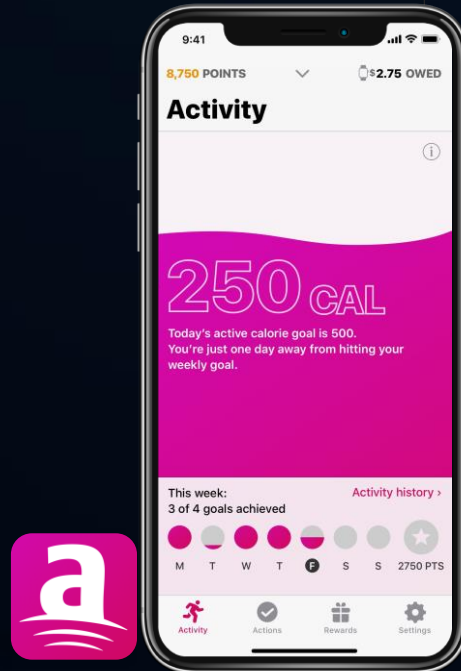 9:41
8,750 POINTS
$2.75 OWED
Activity
i
250 CAL
Today's active calorie goal is 500.
You're just one day away from hitting your
weekly goal.
This week:
Activity history ›
3 of 4 goals achieved
M T W T F S S 2750 PTS
Activity Actions Rewards Settings
a